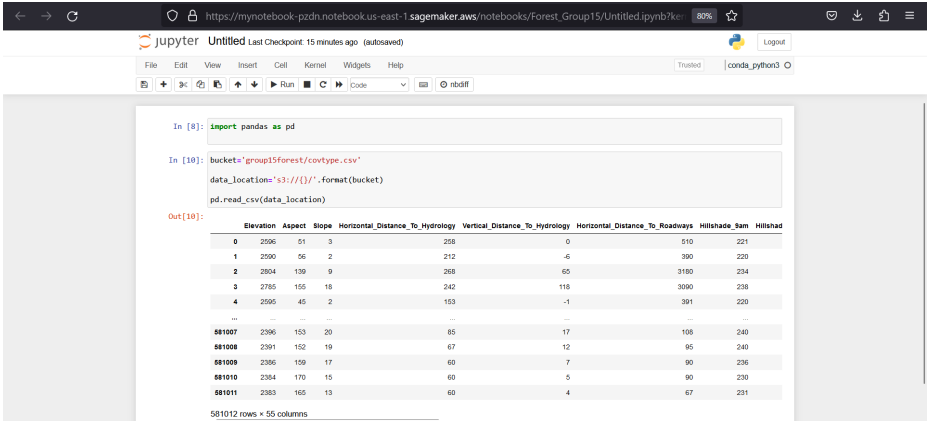 https://mynotebook-pzdn.notebook.us-east-1.sagemaker.aws/notebooks/Forest_Group15/Untitled.ipynb?ker 80%
jupyter Untitled Last Checkpoint: 15 minutes ago (autosaved) Logout
File Edit View Insert Cell Kernel Widgets Help Trusted conda_python3
Run Code nbdiff
In [8]: import pandas as pd
In [10]: bucket='group15forest/covtype.csv'
data_location='s3://{}/'.format(bucket)
pd.read_csv(data_location)
Out[10]:
Elevation Aspect Slope Horizontal_Distance_To_Hydrology Vertical_Distance_To_Hydrology Horizontal_Distance_To_Roadways Hillshade_9am Hillshad
0 2596 51 3 258 0 510 221
1 2590 56 2 212 -6 390 220
2 2804 139 9 268 65 3180 234
3 2785 155 18 242 118 3090 238
4 2595 45 2 153 -1 391 220
... ... ... ... ... ... ... ...
581007 2396 153 20 85 17 108 240
581008 2391 152 19 67 12 95 240
581009 2386 159 17 60 7 90 236
581010 2384 170 15 60 5 90 230
581011 2383 165 13 60 4 67 231
581012 rows × 55 columns